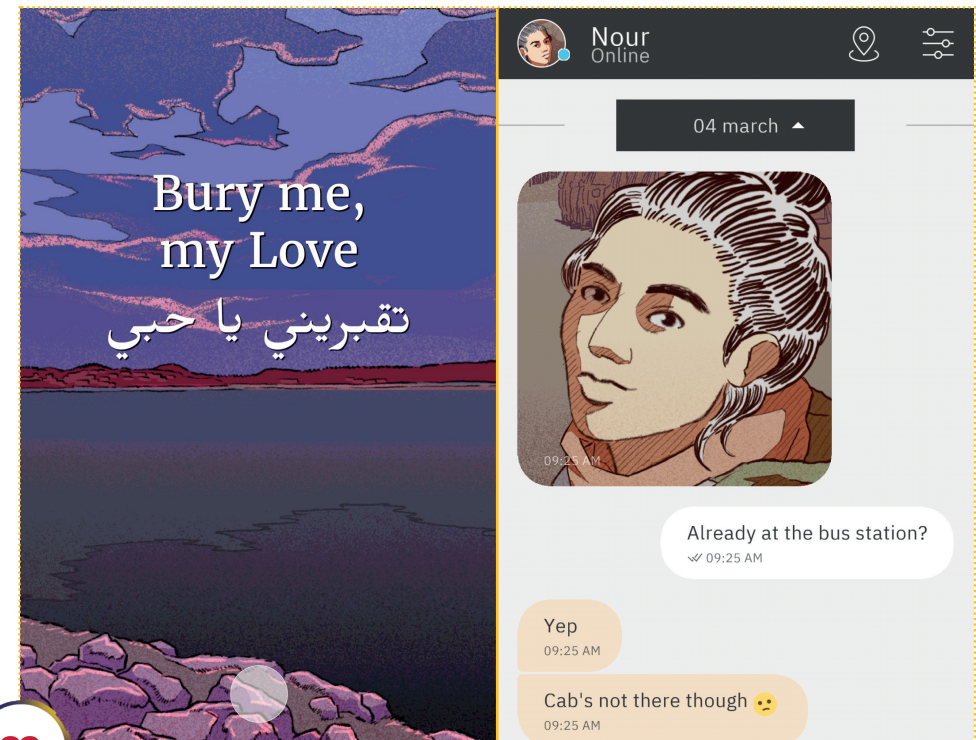 Bury me,
my Love
تقبريني يا حبي
Nour
Online
04 march
09:25 AM
Already at the bus station?
09:25 AM
Yep
09:25 AM
Cab's not there though 🫤
09:25 AM